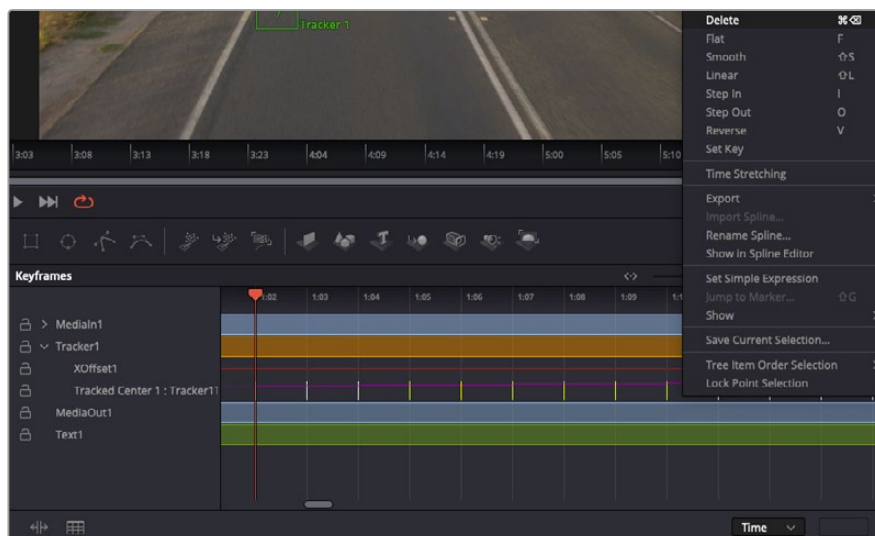 Tracker 1
Delete ⌘⌫
Flat F
Smooth ⇧S
Linear ⇧L
Step In I
Step Out O
Reverse V
Set Key
Time Stretching
Export
Import Spline...
Rename Spline...
Show in Spline Editor
Set Simple Expression
Jump to Marker... ⇧G
Show
Save Current Selection...
Tree Item Order Selection
Lock Point Selection
3:03 3:08 3:13 3:18 3:23 4:04 4:09 4:14 4:19 5:00 5:05 5:10
Keyframes
1:02 1:03 1:04 1:05 1:06 1:07 1:08 1:09
MediaIn1
Tracker1
XOffset1
Tracked Center 1 : Tracker1
MediaOut1
Text1
Time